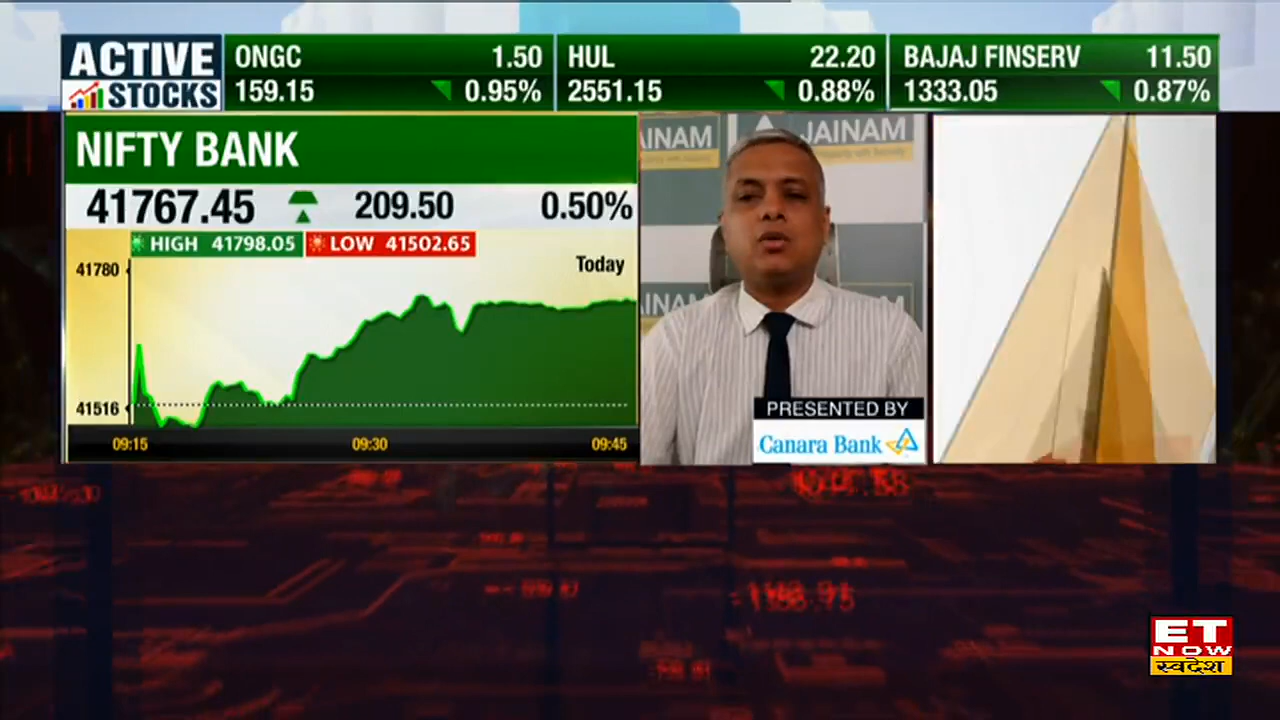 ACTIVE STOCKS
ONGC 1.50
159.15 0.95%
HUL 22.20
2551.15 0.88%
BAJAJ FINSERV 11.50
1333.05 0.87%
NIFTY BANK
41767.45 209.50 0.50%
HIGH 41798.05 LOW 41502.65
Today
41780
41516
09:15 09:30 09:45
JAINAM
PRESENTED BY
Canara Bank
ET
NOW
स्वदेश